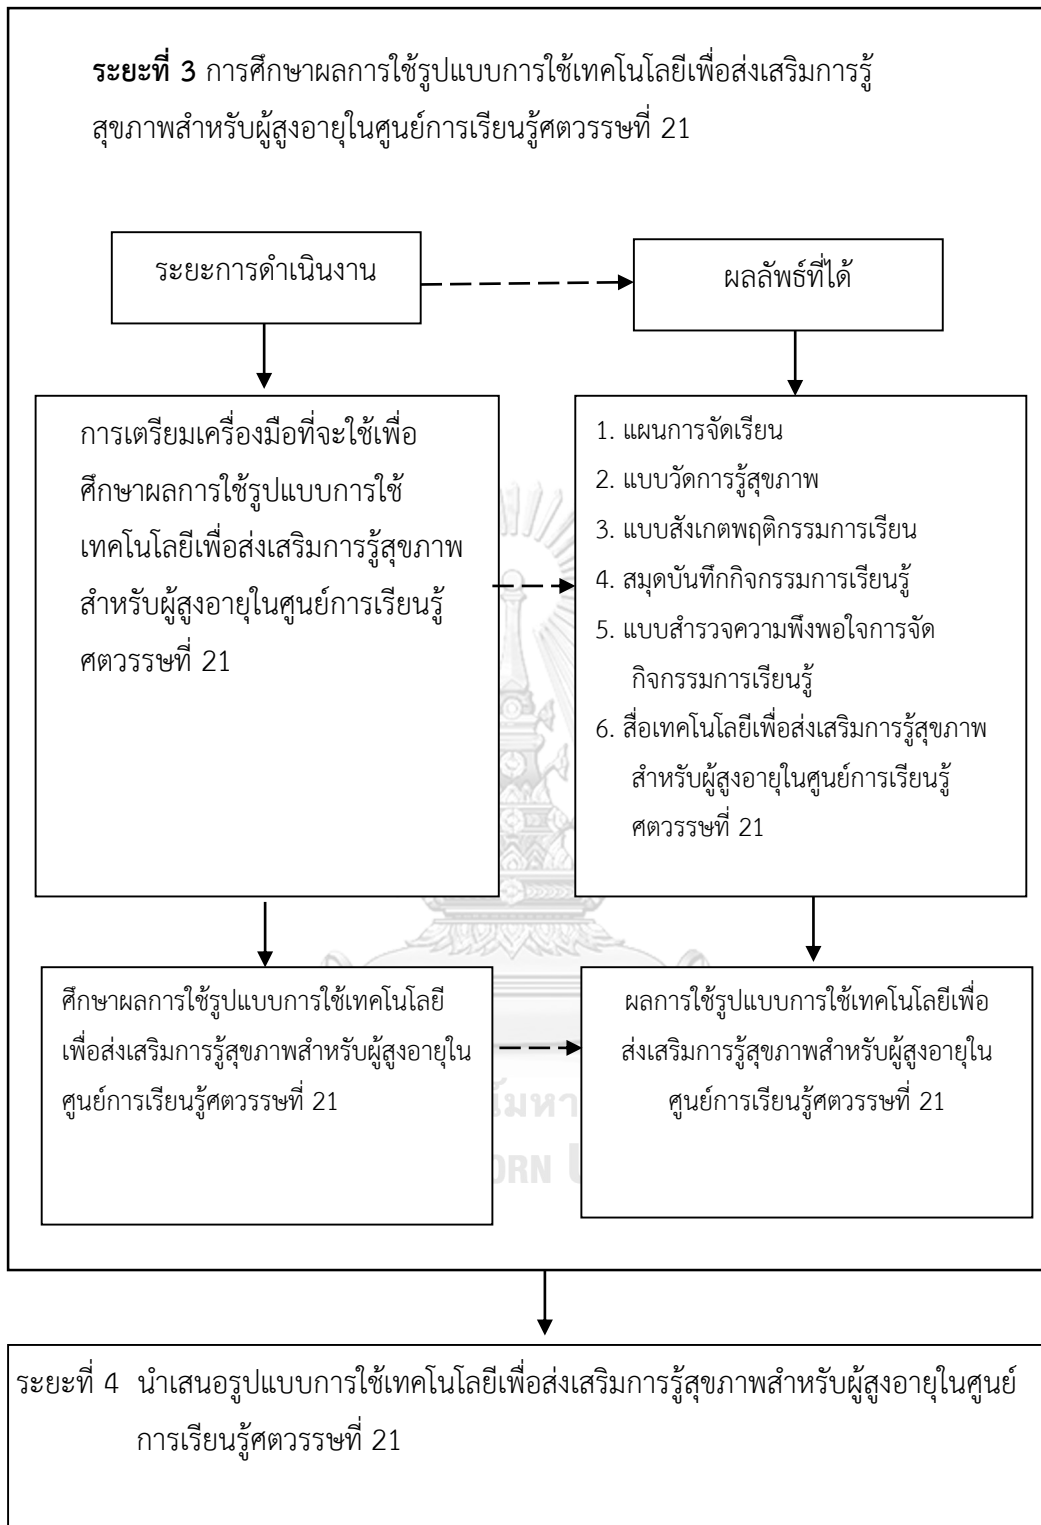 ระยะที่ 3 การศึกษาผลการใช้รูปแบบการใช้เทคโนโลยีเพื่อส่งเสริมการรู้
สุขภาพสำหรับผู้สูงอายุในศูนย์การเรียนรู้ศตวรรษที่ 21
ระยะการดำเนินงาน
ผลลัพธ์ที่ได้
การเตรียมเครื่องมือที่จะใช้เพื่อ
ศึกษาผลการใช้รูปแบบการใช้
เทคโนโลยีเพื่อส่งเสริมการรู้สุขภาพ
สำหรับผู้สูงอายุในศูนย์การเรียนรู้
ศตวรรษที่ 21
1. แผนการจัดเรียน
2. แบบวัดการรู้สุขภาพ
3. แบบสังเกตพฤติกรรมการเรียน
4. สมุดบันทึกกิจกรรมการเรียนรู้
5. แบบสำรวจความพึงพอใจการจัด
กิจกรรมการเรียนรู้
6. สื่อเทคโนโลยีเพื่อส่งเสริมการรู้สุขภาพ
สำหรับผู้สูงอายุในศูนย์การเรียนรู้
ศตวรรษที่ 21
ศึกษาผลการใช้รูปแบบการใช้เทคโนโลยี
เพื่อส่งเสริมการรู้สุขภาพสำหรับผู้สูงอายุใน
ศูนย์การเรียนรู้ศตวรรษที่ 21
ผลการใช้รูปแบบการใช้เทคโนโลยีเพื่อ
ส่งเสริมการรู้สุขภาพสำหรับผู้สูงอายุใน
ศูนย์การเรียนรู้ศตวรรษที่ 21
ระยะที่ 4 นำเสนอรูปแบบการใช้เทคโนโลยีเพื่อส่งเสริมการรู้สุขภาพสำหรับผู้สูงอายุในศูนย์
การเรียนรู้ศตวรรษที่ 21